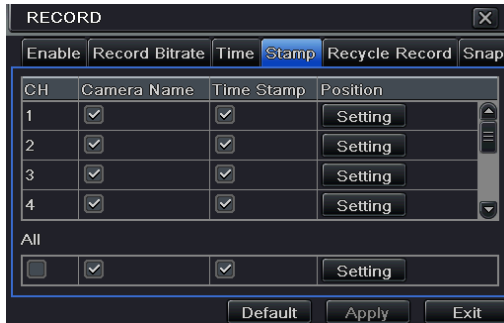 RECORD
Enable Record Bitrate Time Stamp Recycle Record Snap
CH Camera Name Time Stamp Position
1 Setting
2 Setting
3 Setting
4 Setting
All
Setting
Default Apply Exit